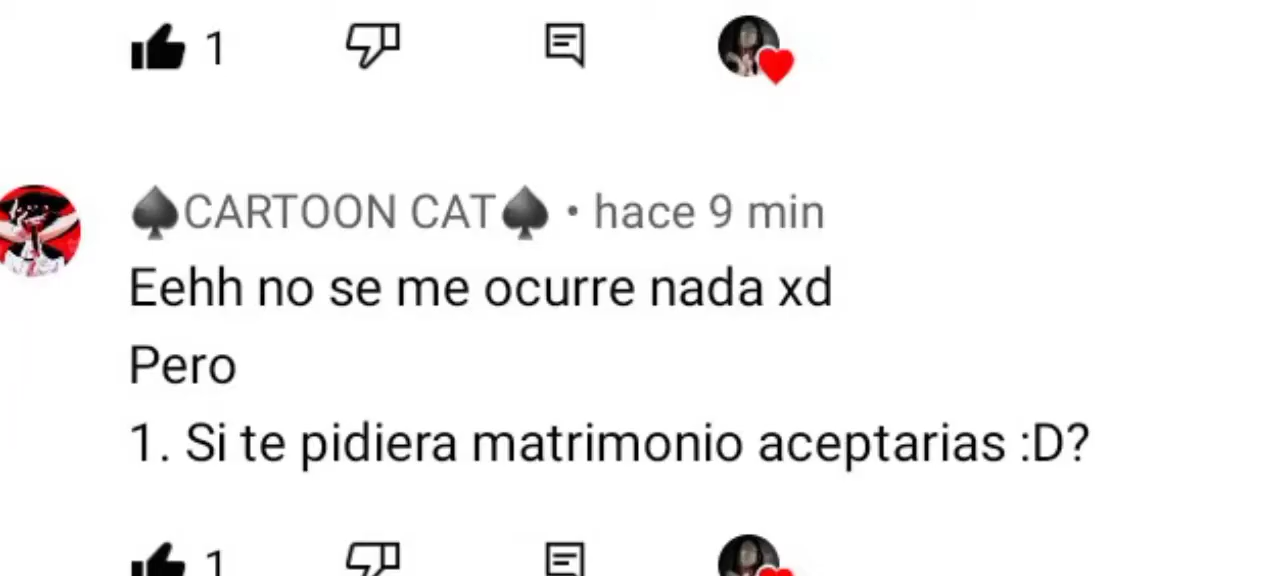 1
♠CARTOON CAT♠ • hace 9 min
Eehh no se me ocurre nada xd
Pero
1. Si te pidiera matrimonio aceptarias :D?
1